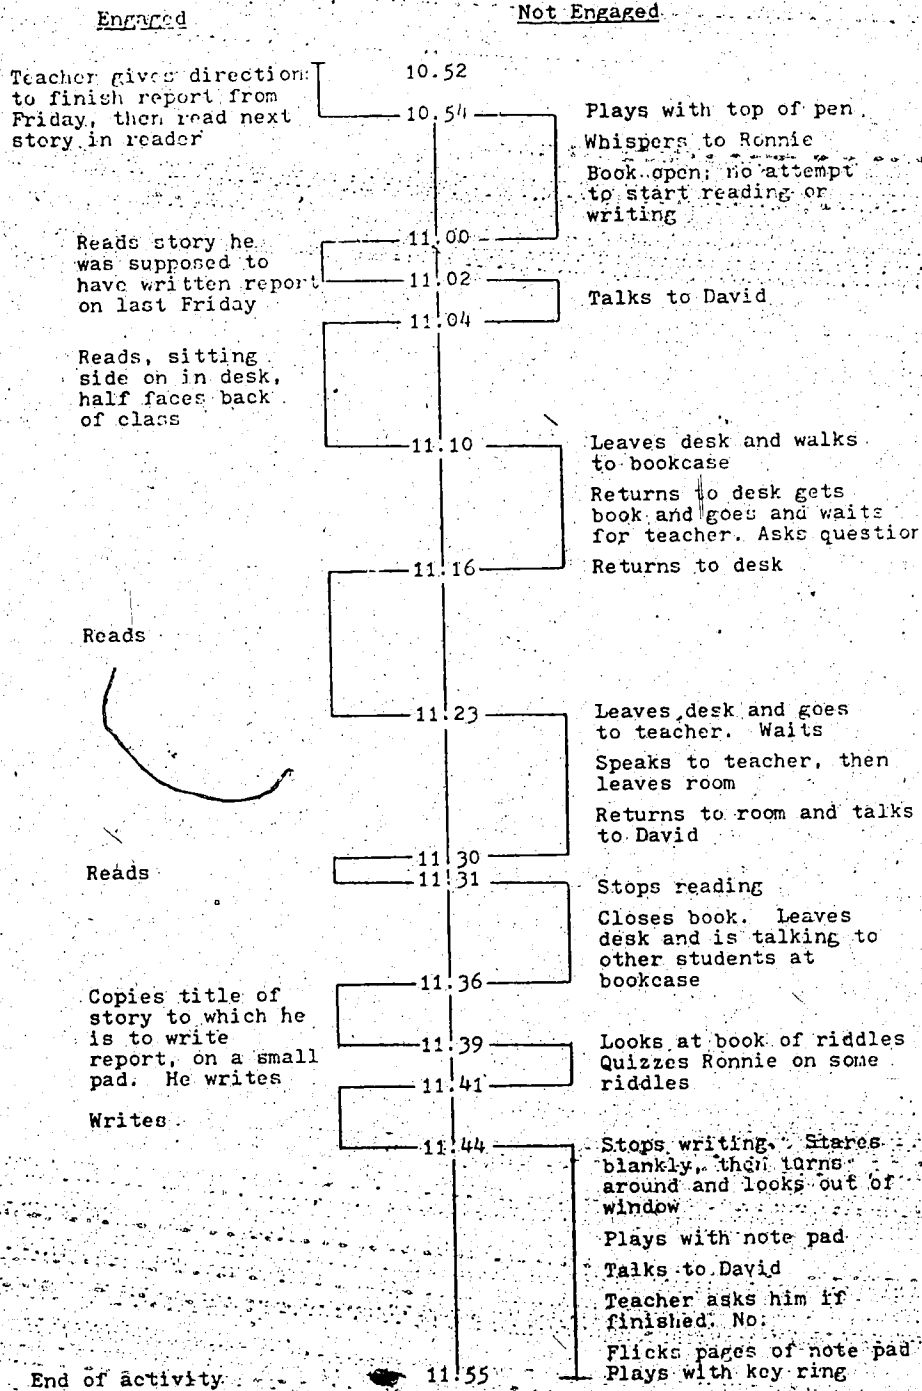 Engaged
Not Engaged
10.52
Teacher gives direction
to finish report from
Friday, then read next
story in reader
10.54
Plays with top of pen
Whispers to Ronnie
Book open; no attempt
to start reading or
writing
11.00
Reads story he
was supposed to
have written report
on last Friday
11.02
Talks to David
11.04
Reads, sitting
side on in desk,
half faces back
of class
11.10
Leaves desk and walks
to bookcase
Returns to desk gets
book and goes and waits
for teacher. Asks question
11.16
Returns to desk
Reads
11.23
Leaves desk and goes
to teacher. Waits
Speaks to teacher, then
leaves room
Returns to room and talks
to David
11.30
Reads
11.31
Stops reading
Closes book. Leaves
desk and is talking to
other students at
bookcase
11.36
Copies title of
story to which he
is to write
report, on a small
pad. He writes
11.39
Looks at book of riddles
Quizzes Ronnie on some
riddles
11.41
Writes
11.44
Stops writing. Stares
blankly, then turns
around and looks out of
window
Plays with note pad
Talks to David
Teacher asks him if
finished. No.
Flicks pages of note pad
Plays with key ring
End of activity
11.55